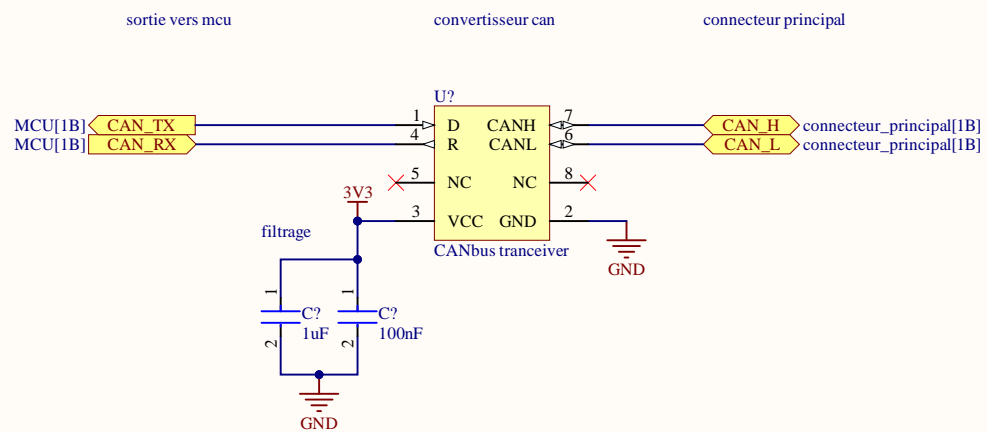 sortie vers mcu
convertisseur can
connecteur principal
U?
MCU[1B] CAN_TX 1 D CANH 7 CAN_H connecteur_principal[1B]
MCU[1B] CAN_RX 4 R CANL 6 CAN_L connecteur_principal[1B]
5 NC NC 8
3V3
3 VCC GND 2
filtrage
CANbus tranceiver
GND
1 1
C? C?
1uF 100nF
2 2
GND